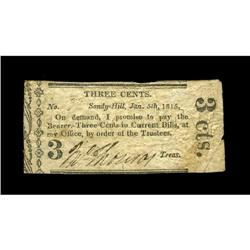 THREE CENTS.
No. Sandy-Hill, Jan. 5th, 1815.
On demand, I promise to pay the
Bearer, Three Cents in Current Bills, at
my Office, by order of the Trustees.
3 Treas.
3 cts.